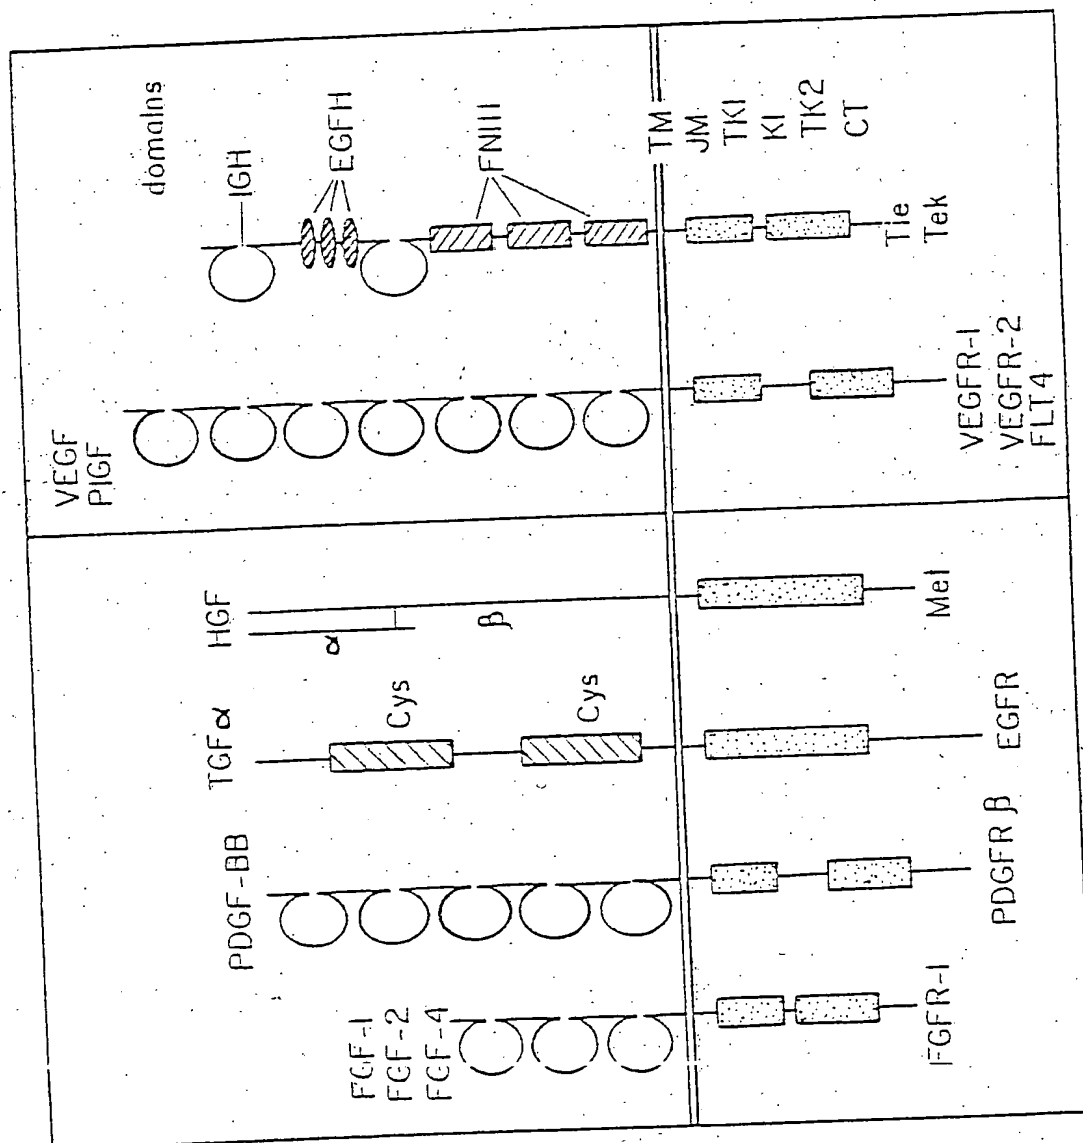 FGF-1
FGF-2
FGF-4
PDGF-BB
TGFα
HGF
VEGF
PlGF
domains
α
β
Cys
Cys
IGH
EGFH
FNIII
TM
JM
TK1
KI
TK2
CT
FGFR-1
PDGFR β
EGFR
Met
VEGFR-1
VEGFR-2
FLT4
Tie
Tek